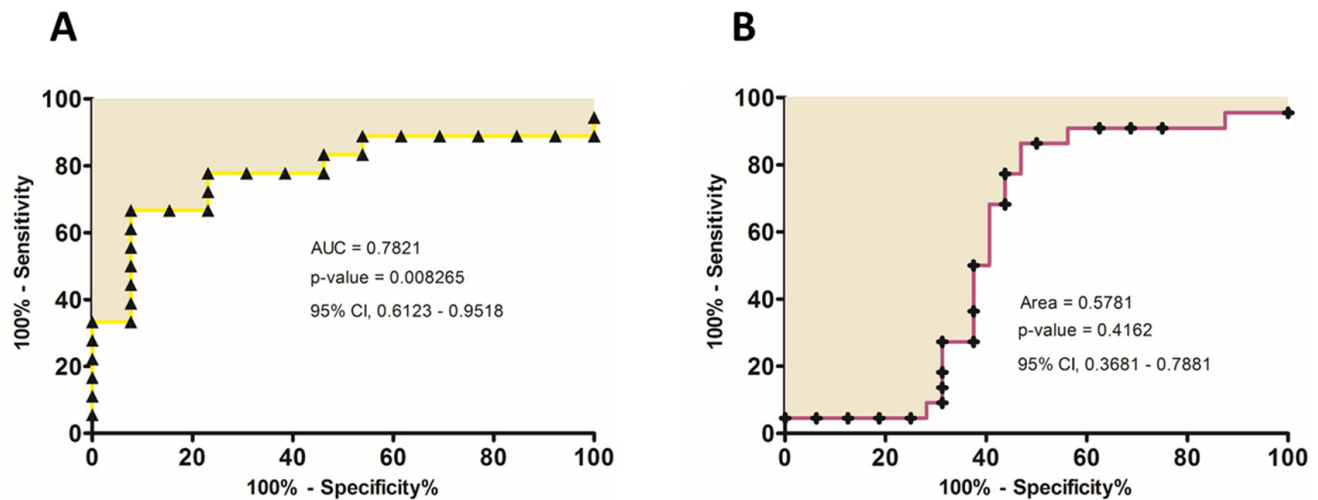 A
100
80
60
40
20
0
100% - Sensitivity
AUC = 0.7821
p-value = 0.008265
95% CI, 0.6123 - 0.9518
0 20 40 60 80 100
100% - Specificity%
B
100
80
60
40
20
0
100% - Sensitivity
Area = 0.5781
p-value = 0.4162
95% CI, 0.3681 - 0.7881
0 20 40 60 80 100
100% - Specificity%